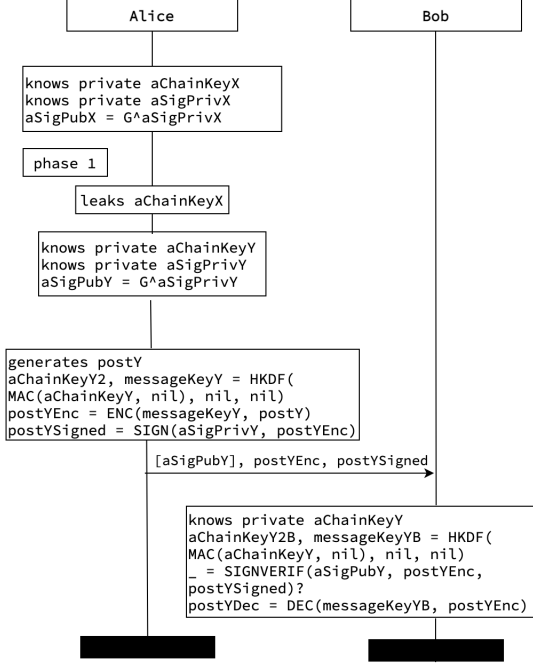 Alice
Bob
knows private aChainKeyX
knows private aSigPrivX
aSigPubX = G^aSigPrivX
phase 1
leaks aChainKeyX
knows private aChainKeyY
knows private aSigPrivY
aSigPubY = G^aSigPrivY
generates postY
aChainKeyY2, messageKeyY = HKDF(
MAC(aChainKeyY, nil), nil, nil)
postYEnc = ENC(messageKeyY, postY)
postYSigned = SIGN(aSigPrivY, postYEnc)
[aSigPubY], postYEnc, postYSigned
knows private aChainKeyY
aChainKeyY2B, messageKeyYB = HKDF(
MAC(aChainKeyY, nil), nil, nil)
_ = SIGNVERIF(aSigPubY, postYEnc,
postYSigned)?
postYDec = DEC(messageKeyYB, postYEnc)